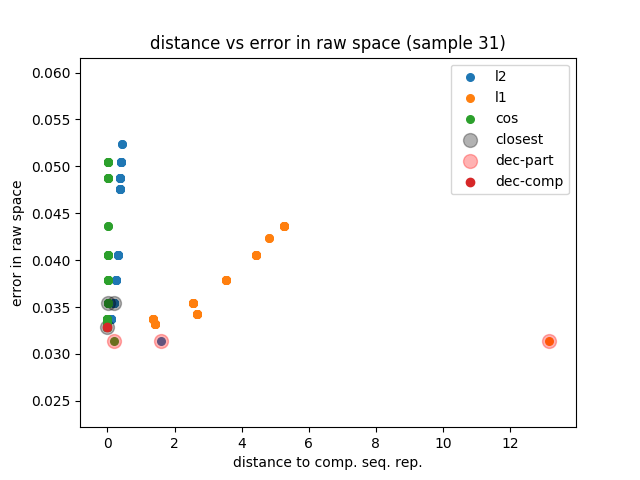 distance vs error in raw space (sample 31)
l2
l1
cos
closest
dec-part
dec-comp
error in raw space
0.060
0.055
0.050
0.045
0.040
0.035
0.030
0.025
0 2 4 6 8 10 12
distance to comp. seq. rep.